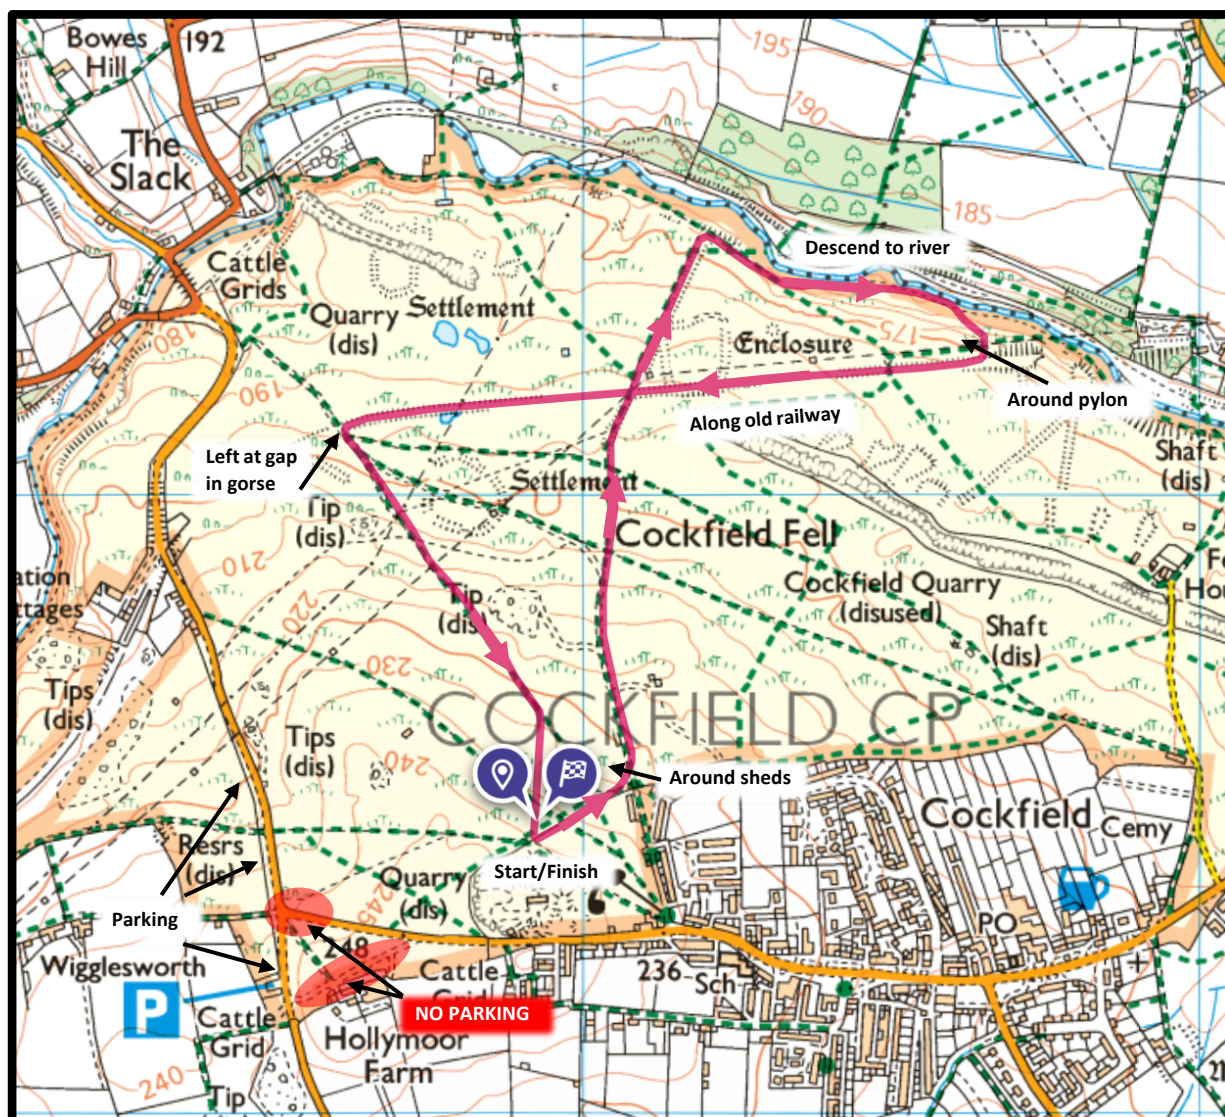 Bowes
Hill
192
195
190
The
Slack
185
Descend to river
Cattle
Grids
180
Quarry
(dis)
Settlement
175
Enclosure
190
Around pylon
Along old railway
Left at gap
in gorse
Shaft
(dis)
Settlement
Tip
(dis)
Cockfield Fell
210
Cockfield Quarry
(disused)
220
Tip
(dis)
Shaft
(dis)
230
Tips
(dis)
COCKFIELD CP
Tips
(dis)
240
Around sheds
Cockfield
Cemy
Resrs
(dis)
Start/Finish
Quarry
(dis)
245
Parking
PO
248
Wigglesworth
Cattle
Grid
236
Sch
P
NO PARKING
Cattle
Grid
Hollymoor
Farm
240
Tip
(dis)